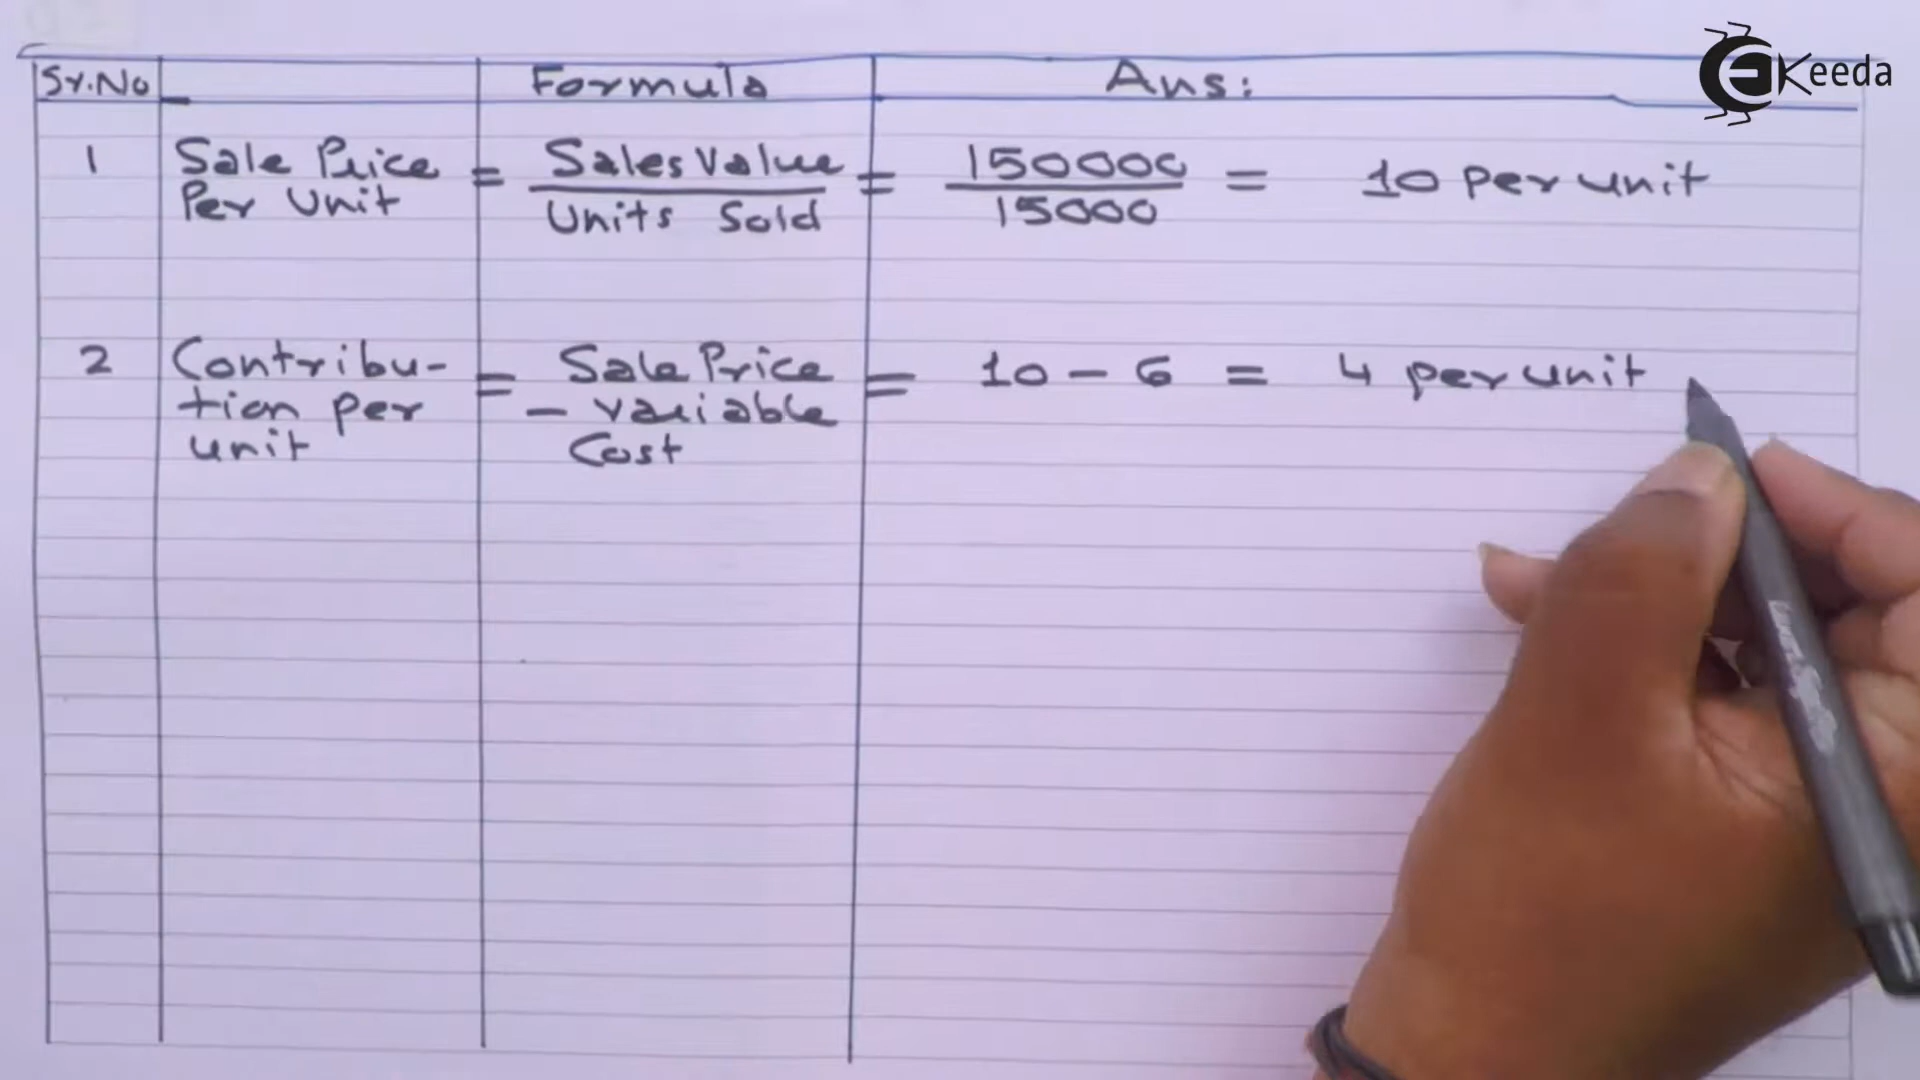 Sr.No Formula Ans:
EKeeda
1 Sale Price = Sales Value = 150000 = 10 per unit
Per Unit Units Sold 15000
2 Contribu- = Sale Price = 10 - 6 = 4 per unit
tion per - variable
unit Cost